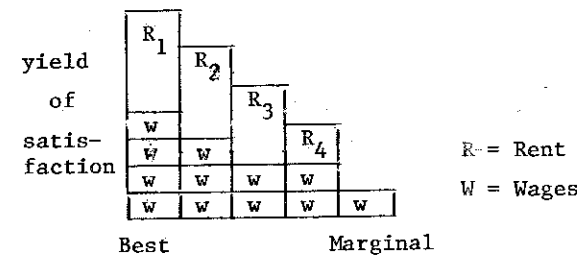 R1
yield
R2
of
R3
w
satis-
R4
R = Rent
w w
faction
w w w w
W = Wages
w w w w w
Best Marginal